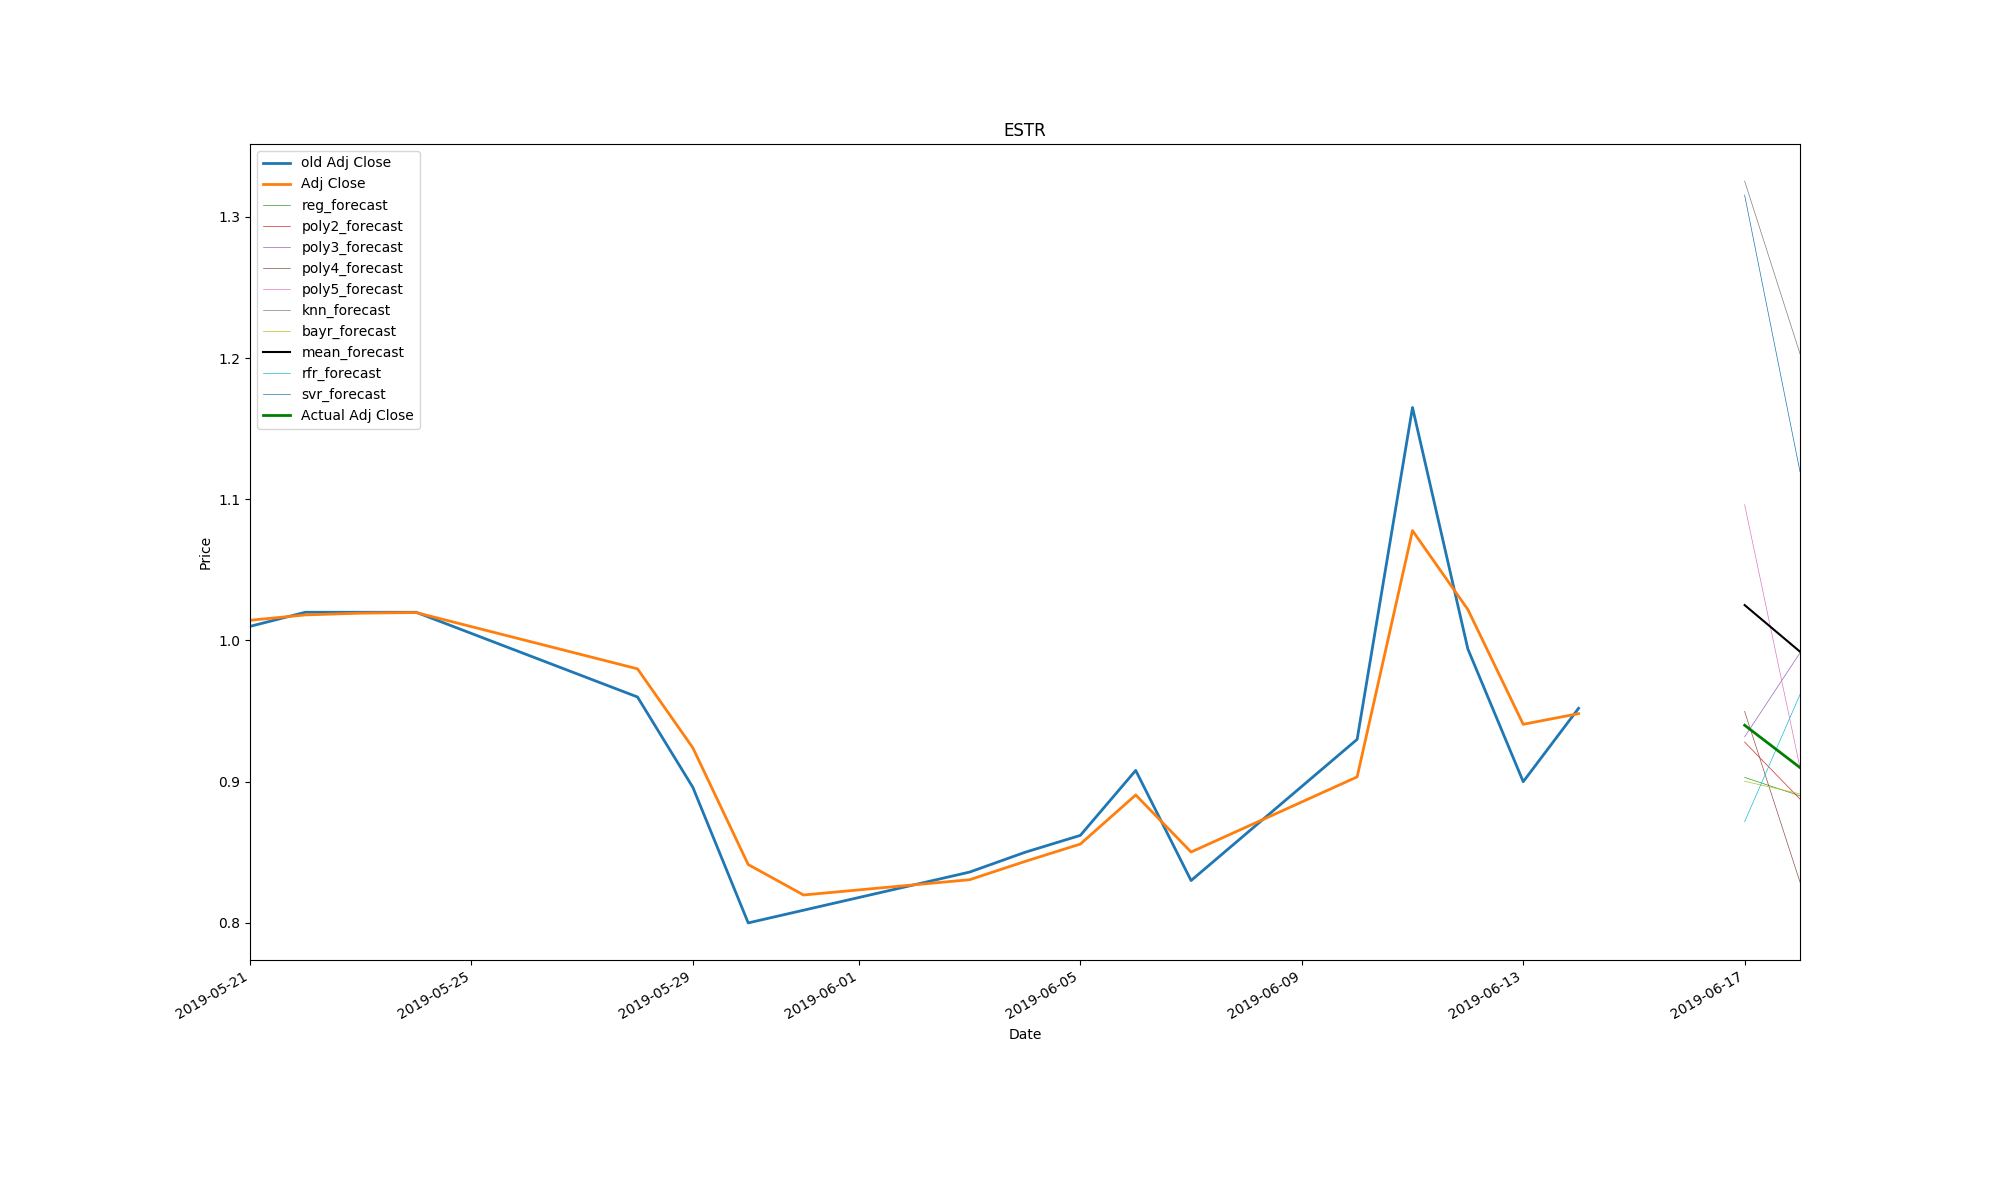 ESTR
old Adj Close
Adj Close
reg_forecast
poly2_forecast
poly3_forecast
poly4_forecast
poly5_forecast
knn_forecast
bayr_forecast
mean_forecast
rfr_forecast
svr_forecast
Actual Adj Close
1.3
1.2
1.1
1.0
0.9
0.8
Price
2019-05-21
2019-05-25
2019-05-29
2019-06-01
2019-06-05
2019-06-09
2019-06-13
2019-06-17
Date